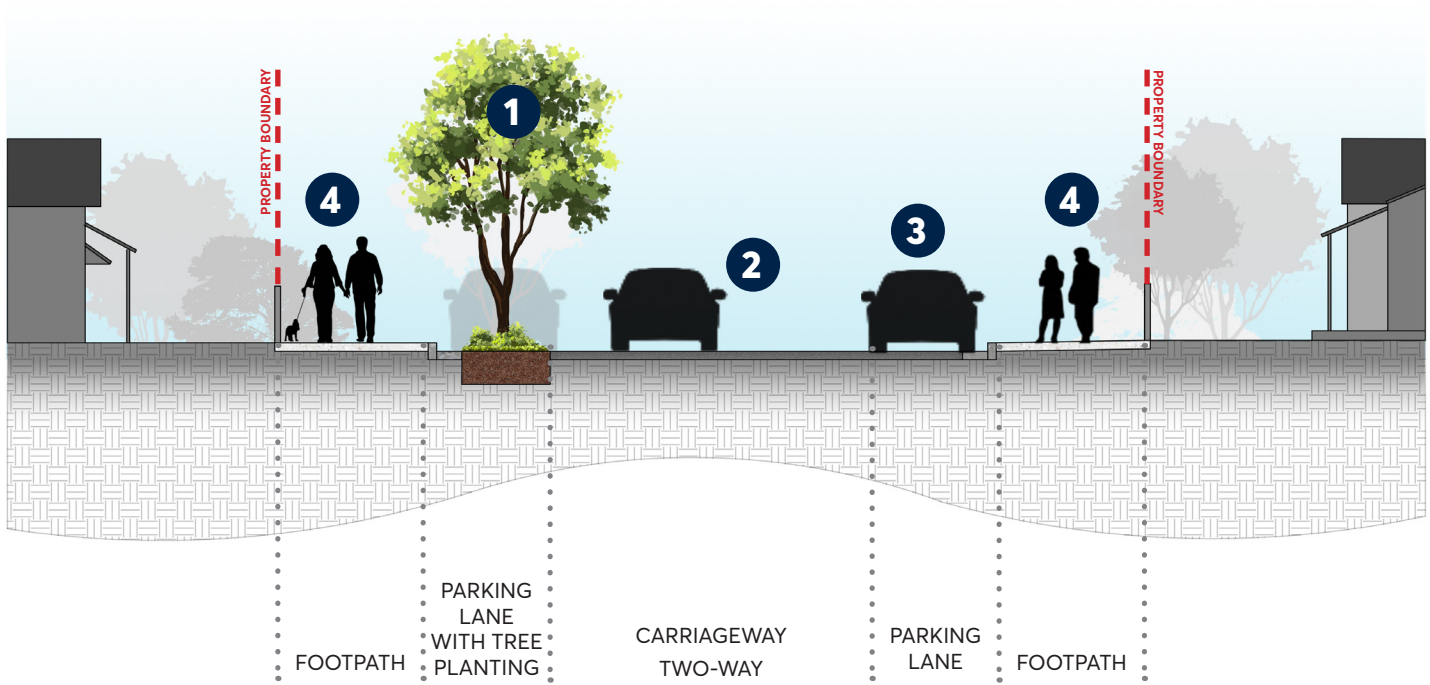 PROPERTY BOUNDARY
1
PROPERTY BOUNDARY
4
4
3
2
FOOTPATH
PARKING
LANE
WITH TREE
PLANTING
CARRIAGEWAY
TWO-WAY
PARKING
LANE
FOOTPATH